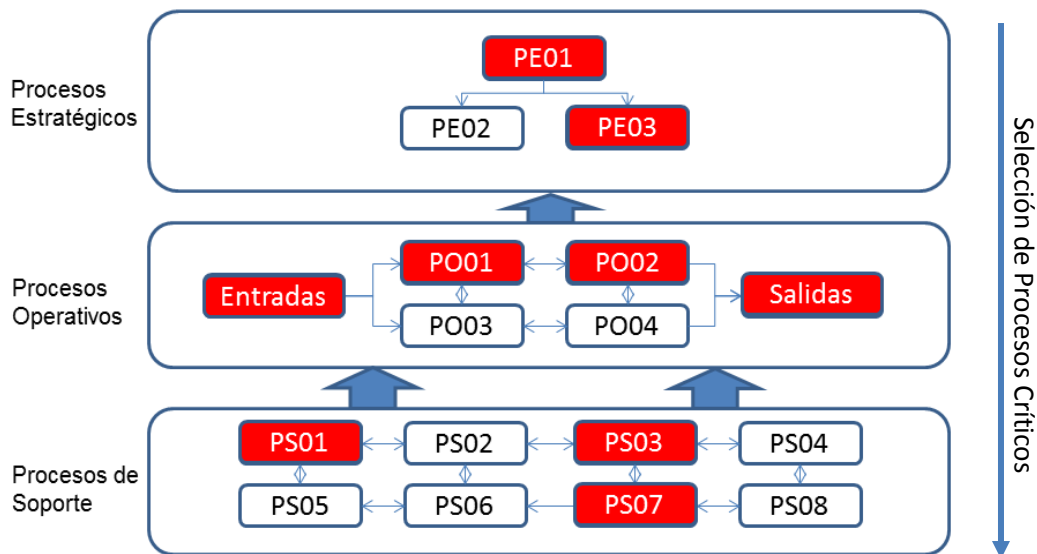 Procesos
Estratégicos
PE01
PE02
PE03
Procesos
Operativos
Entradas
PO01
PO02
PO03
PO04
Salidas
Procesos de
Soporte
PS01
PS02
PS03
PS04
PS05
PS06
PS07
PS08
Selección de Procesos Críticos